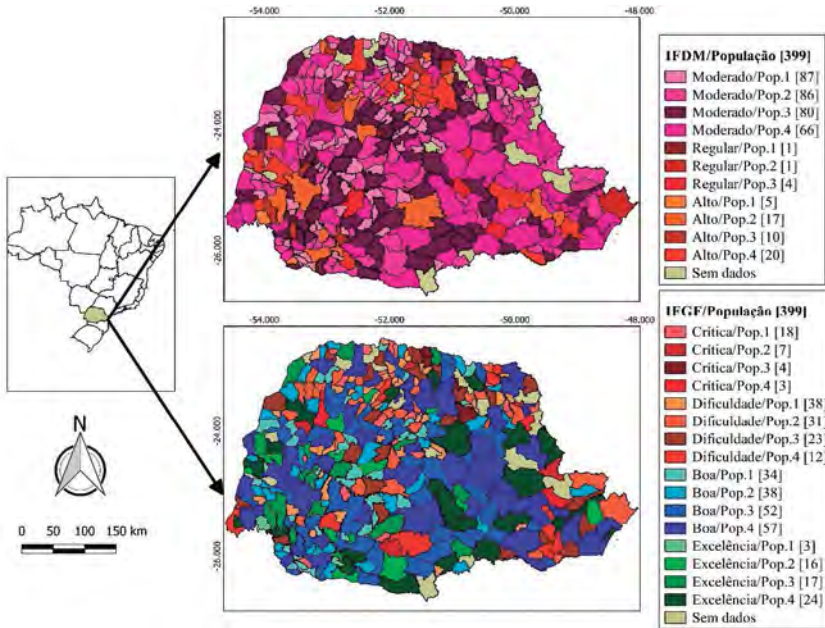 -54.000 -52.000 -50.000 -48.000
-24.000
-26.000
IFDM/População [399]
Moderado/Pop.1 [87]
Moderado/Pop.2 [86]
Moderado/Pop.3 [80]
Moderado/Pop.4 [66]
Regular/Pop.1 [1]
Regular/Pop.2 [1]
Regular/Pop.3 [4]
Alto/Pop.1 [5]
Alto/Pop.2 [17]
Alto/Pop.3 [10]
Alto/Pop.4 [20]
Sem dados
-54.000 -52.000 -50.000 -48.000
-24.000
-26.000
IFGF/População [399]
Crítica/Pop.1 [18]
Crítica/Pop.2 [7]
Crítica/Pop.3 [4]
Crítica/Pop.4 [3]
Dificuldade/Pop.1 [38]
Dificuldade/Pop.2 [31]
Dificuldade/Pop.3 [23]
Dificuldade/Pop.4 [12]
Boa/Pop.1 [34]
Boa/Pop.2 [38]
Boa/Pop.3 [52]
Boa/Pop.4 [57]
Excelência/Pop.1 [3]
Excelência/Pop.2 [16]
Excelência/Pop.3 [17]
Excelência/Pop.4 [24]
Sem dados
N
0 50 100 150 km